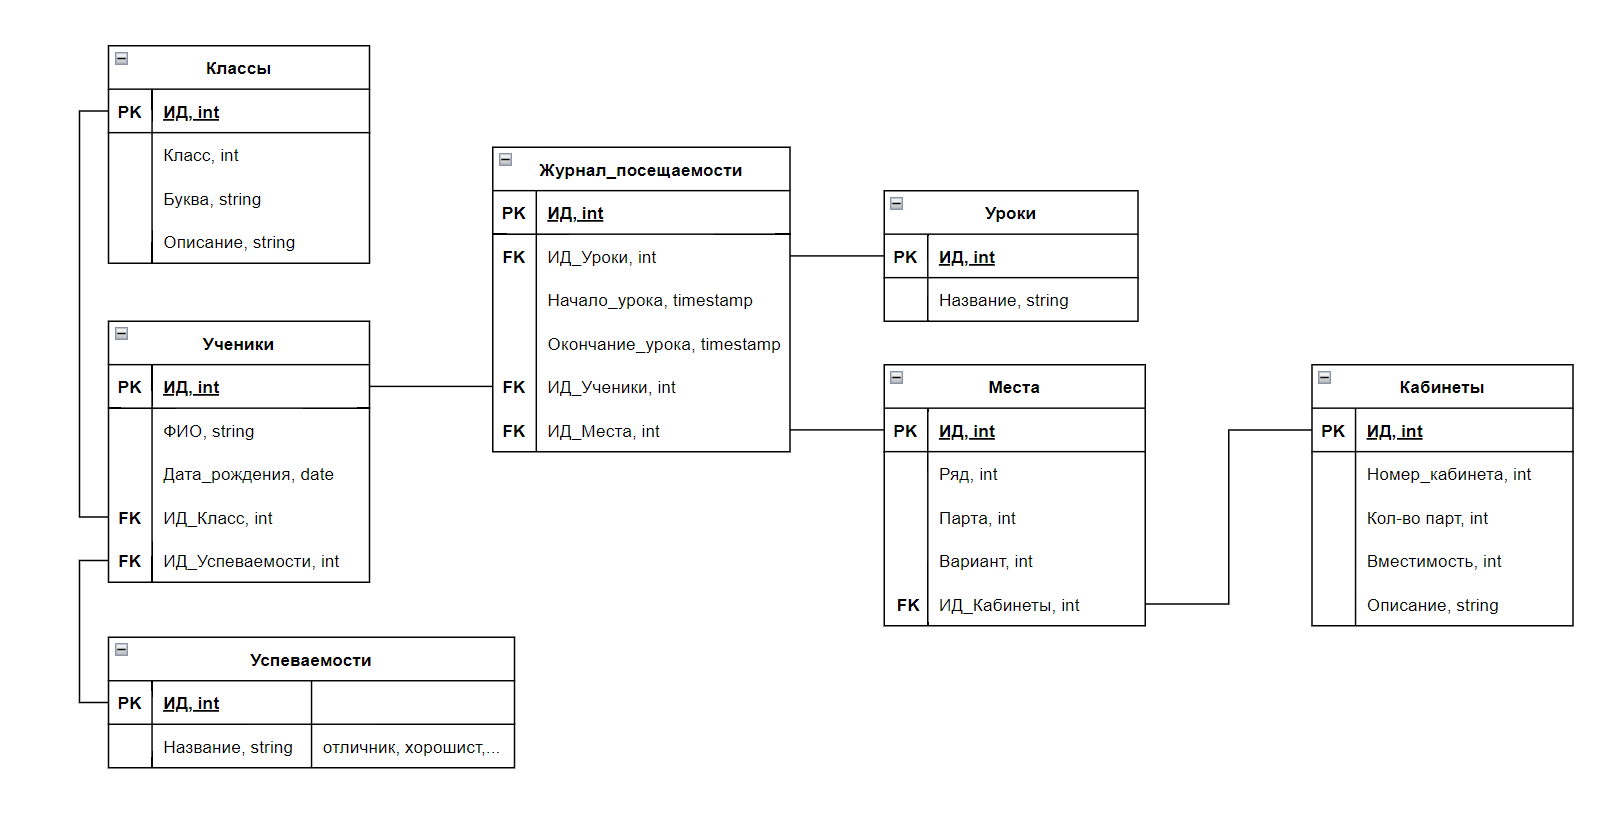 Классы
PK ИД, int
Класс, int
Буква, string
Описание, string
Ученики
PK ИД, int
ФИО, string
Дата_рождения, date
FK ИД_Класс, int
FK ИД_Успеваемости, int
Успеваемости
PK ИД, int
Название, string отличник, хорошист,...
Журнал_посещаемости
PK ИД, int
FK ИД_Уроки, int
Начало_урока, timestamp
Окончание_урока, timestamp
FK ИД_Ученики, int
FK ИД_Места, int
Уроки
PK ИД, int
Название, string
Места
PK ИД, int
Ряд, int
Парта, int
Вариант, int
FK ИД_Кабинеты, int
Кабинеты
PK ИД, int
Номер_кабинета, int
Кол-во парт, int
Вместимость, int
Описание, string